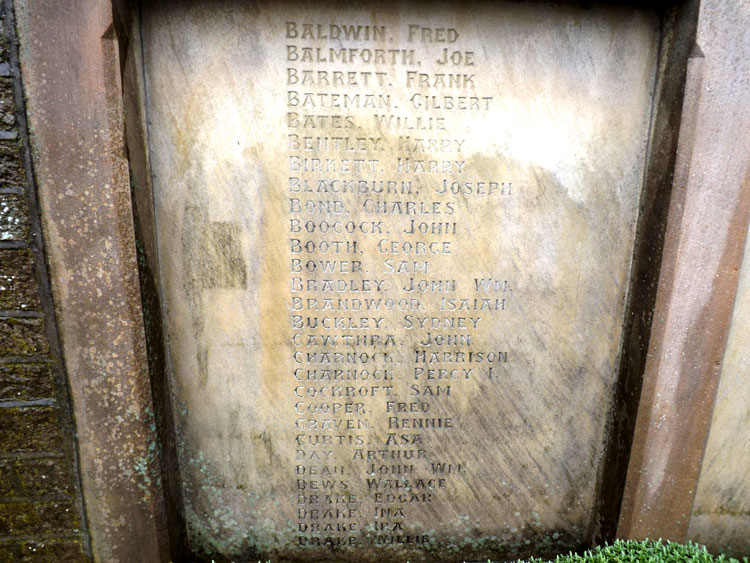 BALDWIN, FRED
BALMFORTH, JOE
BARRETT, FRANK
BATEMAN, GILBERT
BATES, WILLIE
BENTLEY, HARRY
BIRKETT HARRY
BLACKBURN, JOSEPH
BOND, CHARLES
BOOCOCK, JOHN
BOOTH, GEORGE
BOWER, SAM
BRADLEY, JOHN WM.
BRANDWOOD, ISAIAH
BUCKLEY, SYDNEY
CAWTHRA, JOHN
CHARNOCK, HARRISON
CHARNOCK, PERCY I.
COCKROFT, SAM
COOPER, FRED
CRAVEN, RENNIE
CURTIS, ASA
DAY, ARTHUR
DEAN, JOHN WM.
DEWS, WALLACE
DRAKE, EDGAR
DRAKE, INA
DRAKE, IRA
DRAKE, WILLIE